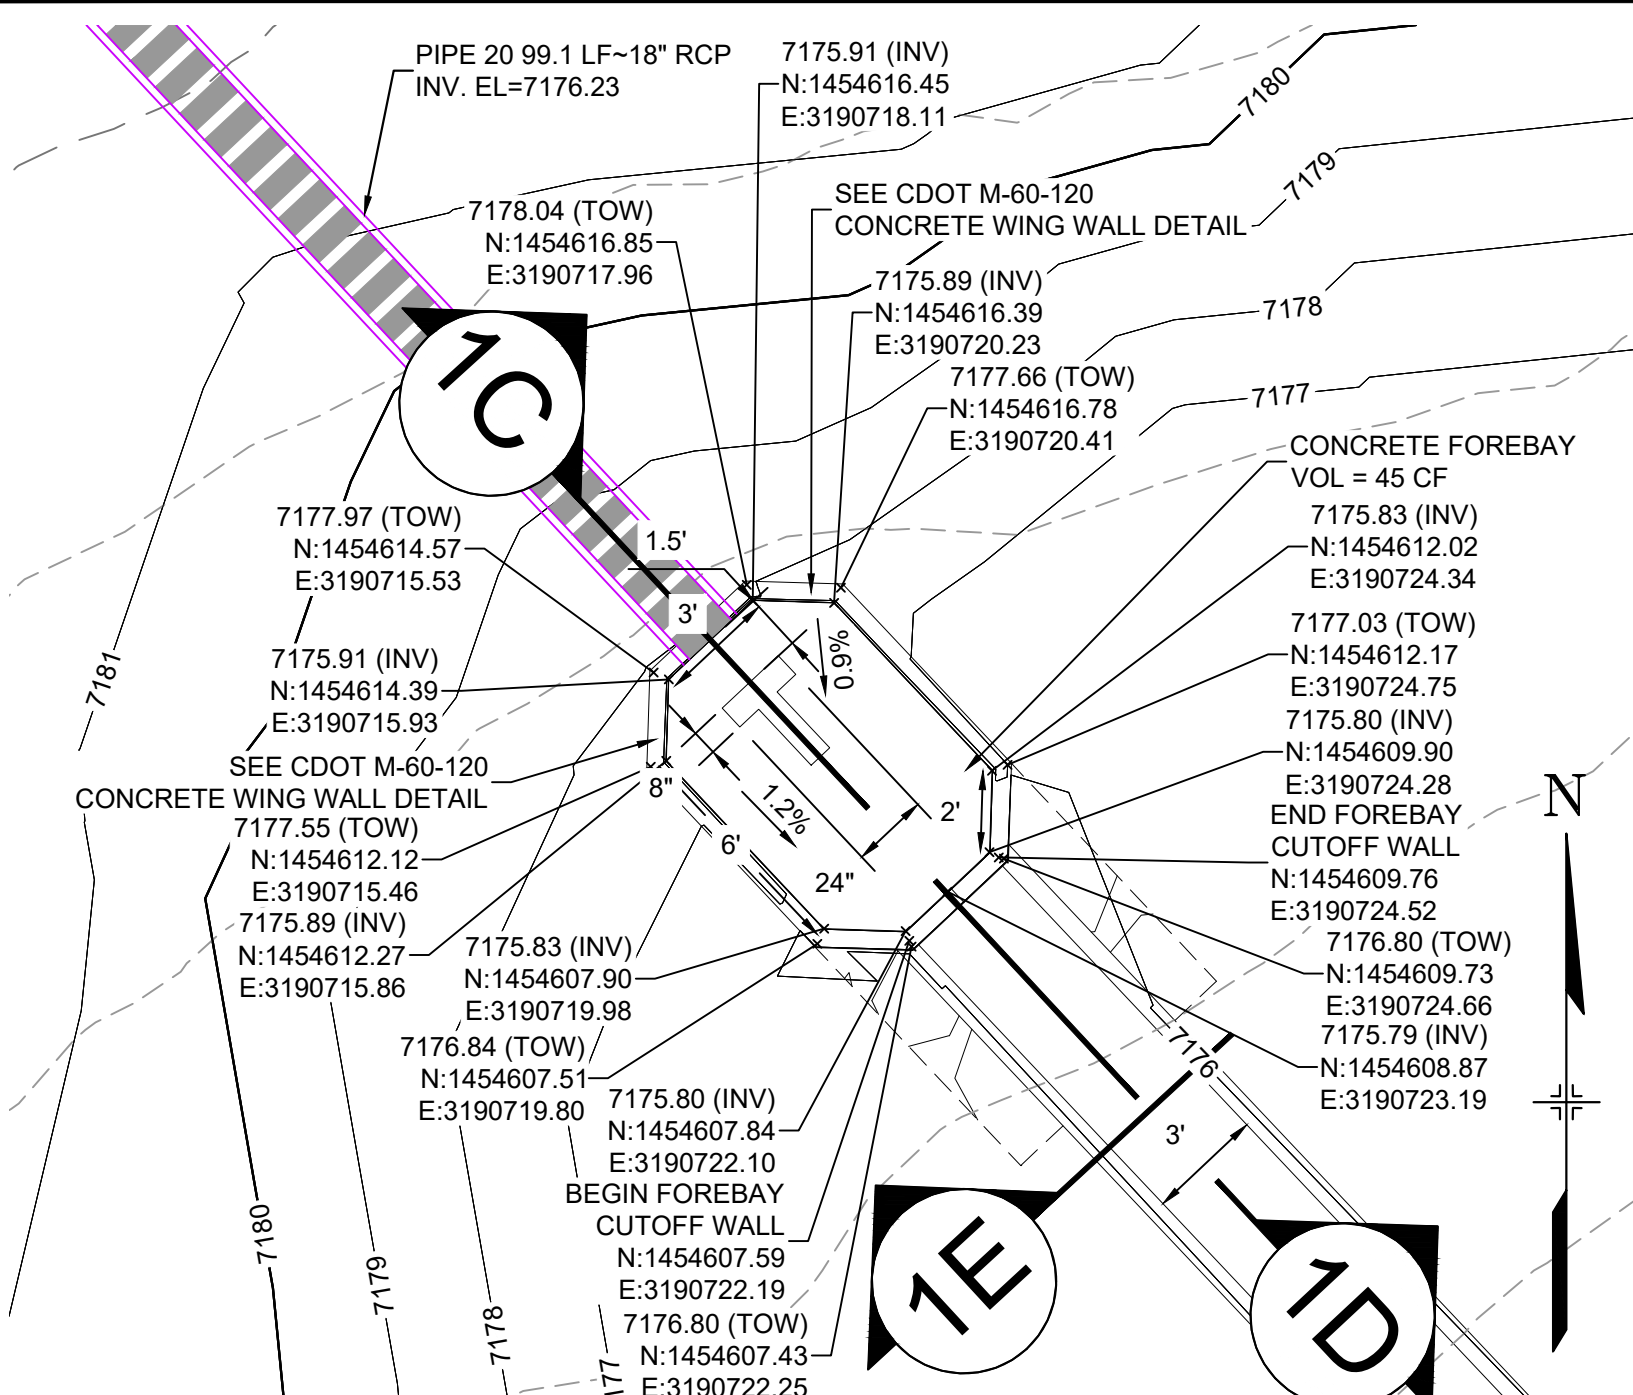 PIPE 20 99.1 LF~18" RCP
INV. EL=7176.23
7175.91 (INV)
N:1454616.45
E:3190718.11
7180
7179
7178.04 (TOW)
N:1454616.85
E:3190717.96
SEE CDOT M-60-120
CONCRETE WING WALL DETAIL
7175.89 (INV)
N:1454616.39
E:3190720.23
7178
7177.66 (TOW)
N:1454616.78
E:3190720.41
7177
1C
CONCRETE FOREBAY
VOL = 45 CF
7175.83 (INV)
N:1454612.02
E:3190724.34
7177.97 (TOW)
N:1454614.57
E:3190715.53
1.5'
3'
0.9%
7177.03 (TOW)
N:1454612.17
E:3190724.75
7181
7175.91 (INV)
N:1454614.39
E:3190715.93
7175.80 (INV)
N:1454609.90
E:3190724.28
SEE CDOT M-60-120
CONCRETE WING WALL DETAIL
8"
1.2%
2'
6'
24"
N
END FOREBAY
CUTOFF WALL
N:1454609.76
E:3190724.52
7177.55 (TOW)
N:1454612.12
E:3190715.46
7175.89 (INV)
N:1454612.27
E:3190715.86
7175.83 (INV)
N:1454607.90
E:3190719.98
7176.80 (TOW)
N:1454609.73
E:3190724.66
7175.79 (INV)
N:1454608.87
E:3190723.19
7176
7176.84 (TOW)
N:1454607.51
E:3190719.80
7175.80 (INV)
N:1454607.84
E:3190722.10
3'
BEGIN FOREBAY
CUTOFF WALL
N:1454607.59
E:3190722.19
7180
7179
7178
1E
1D
7176.80 (TOW)
N:1454607.43
E:3190722.25